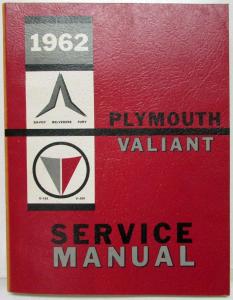 1962
SAVOY BELVEDERE FURY
PLYMOUTH
VALIANT
V-100 V-200
SERVICE
MANUAL